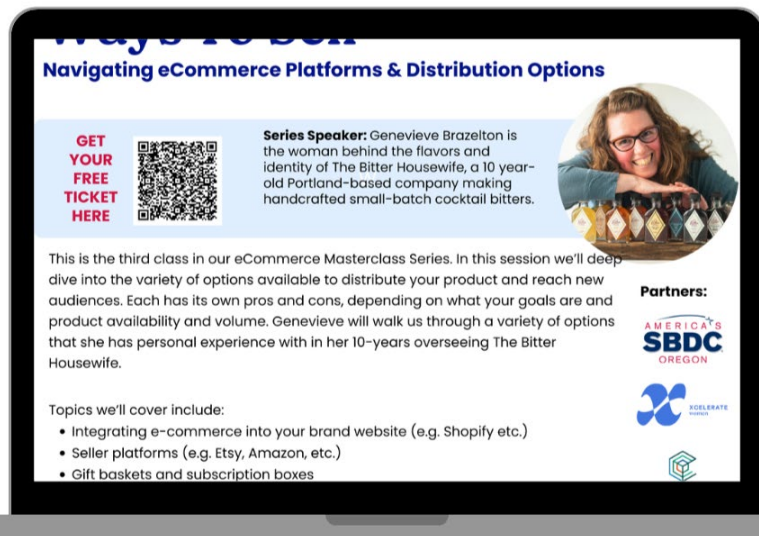 Ways To Sell
Navigating eCommerce Platforms & Distribution Options
GET
YOUR
FREE
TICKET
HERE
Series Speaker: Genevieve Brazelton is
the woman behind the flavors and
identity of The Bitter Housewife, a 10 year-
old Portland-based company making
handcrafted small-batch cocktail bitters.
This is the third class in our eCommerce Masterclass Series. In this session we'll deep
dive into the variety of options available to distribute your product and reach new
audiences. Each has its own pros and cons, depending on what your goals are and
product availability and volume. Genevieve will walk us through a variety of options
that she has personal experience with in her 10-years overseeing The Bitter
Housewife.
Partners:
AMERICA'S
SBDC
OREGON
XCELERATE
Topics we'll cover include:
• Integrating e-commerce into your brand website (e.g. Shopify etc.)
• Seller platforms (e.g. Etsy, Amazon, etc.)
• Gift baskets and subscription boxes